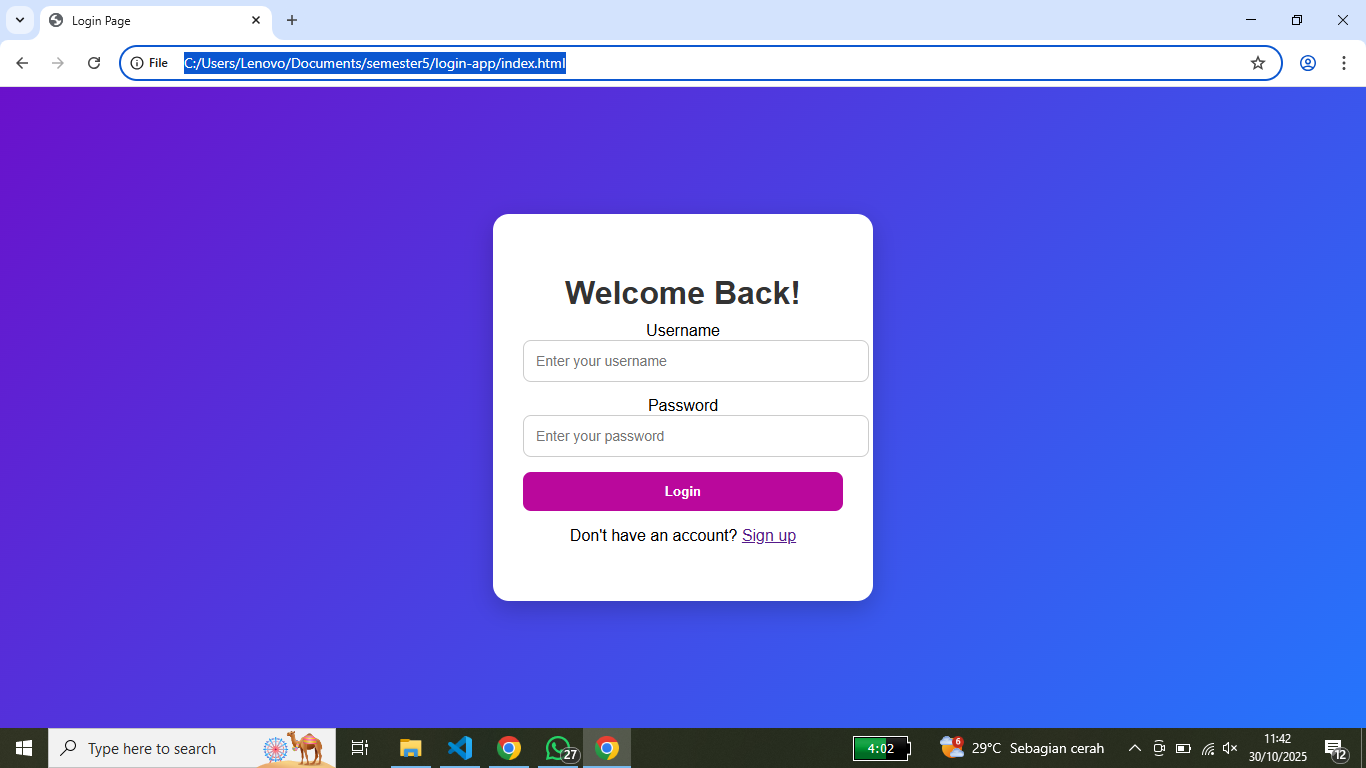 Login Page
File
C:/Users/Lenovo/Documents/semester5/login-app/index.html
Welcome Back!
Username
Enter your username
Password
Enter your password
Login
Don't have an account? Sign up
Type here to search
27
4:02
6
29°C Sebagian cerah
11:42
30/10/2025
12